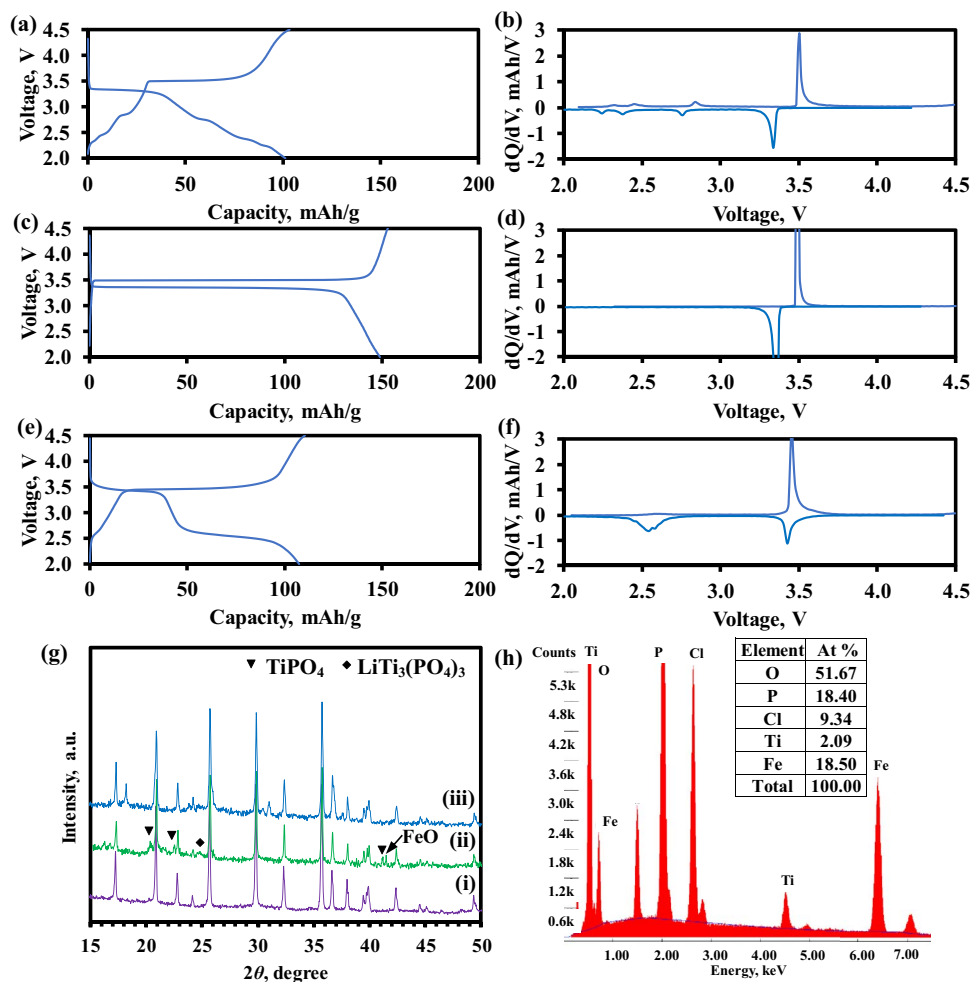 (a)
4.5
4.0
3.5
3.0
2.5
2.0
Voltage, V
0 50 100 150 200
Capacity, mAh/g
(b)
3
2
1
0
-1
-2
dQ/dV, mAh/V
2.0 2.5 3.0 3.5 4.0 4.5
Voltage, V
(c)
4.5
4.0
3.5
3.0
2.5
2.0
Voltage, V
0 50 100 150 200
Capacity, mAh/g
(d)
3
2
1
0
-1
-2
dQ/dV, mAh/V
2.0 2.5 3.0 3.5 4.0 4.5
Voltage, V
(e)
4.5
4.0
3.5
3.0
2.5
2.0
Voltage, V
0 50 100 150 200
Capacity, mAh/g
(f)
3
2
1
0
-1
-2
dQ/dV, mAh/V
2.0 2.5 3.0 3.5 4.0 4.5
Voltage, V
(g)
▼ TiPO₄ ◆ LiTi₃(PO₄)₃
Intensity, a.u.
(iii)
FeO
(ii)
(i)
15 20 25 30 35 40 45 50
2θ, degree
(h)
Counts
5.3k
4.8k
4.2k
3.6k
3.0k
2.4k
1.8k
1.2k
0.6k
Ti
O
Fe
P
Cl
Ti
Fe
Element At %
O 51.67
P 18.40
Cl 9.34
Ti 2.09
Fe 18.50
Total 100.00
1.00 2.00 3.00 4.00 5.00 6.00 7.00
Energy, keV